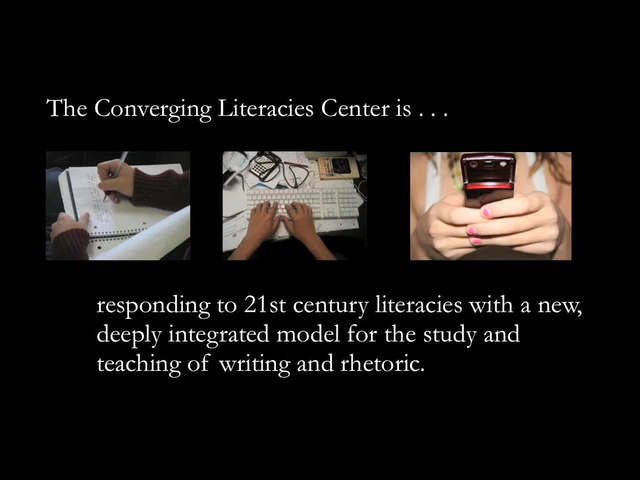 The Converging Literacies Center is . . .
responding to 21st century literacies with a new,
deeply integrated model for the study and
teaching of writing and rhetoric.